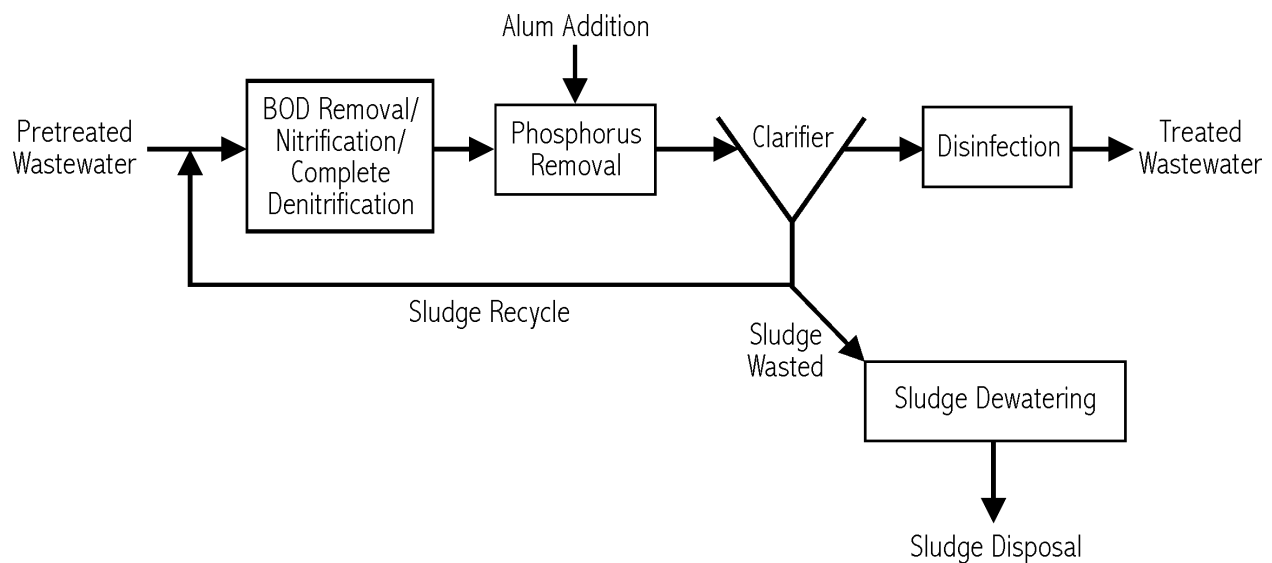 Alum Addition
Pretreated
Wastewater
BOD Removal/
Nitrification/
Complete
Denitrification
Phosphorus
Removal
Clarifier
Disinfection
Treated
Wastewater
Sludge Recycle
Sludge
Wasted
Sludge Dewatering
Sludge Disposal